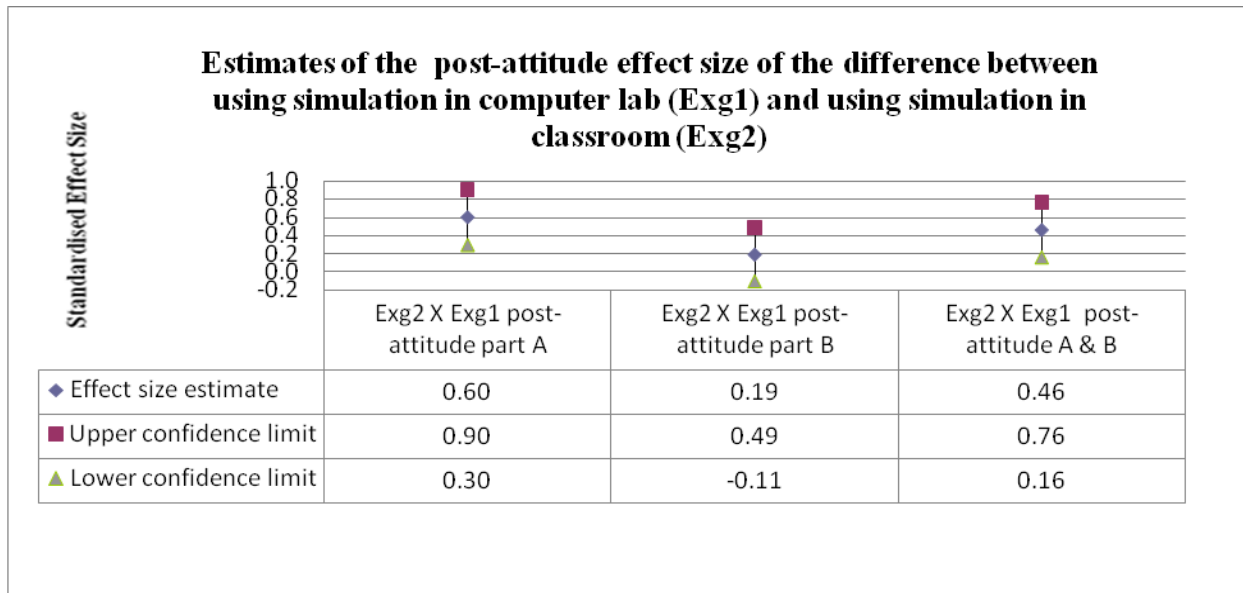 Estimates of the post-attitude effect size of the difference between
using simulation in computer lab (Exg1) and using simulation in
classroom (Exg2)
Standardised Effect Size
1.0
0.8
0.6
0.4
0.2
0.0
-0.2
Exg2 X Exg1 post-
attitude part A
Exg2 X Exg1 post-
attitude part B
Exg2 X Exg1 post-
attitude A & B
Effect size estimate 0.60 0.19 0.46
Upper confidence limit 0.90 0.49 0.76
Lower confidence limit 0.30 -0.11 0.16